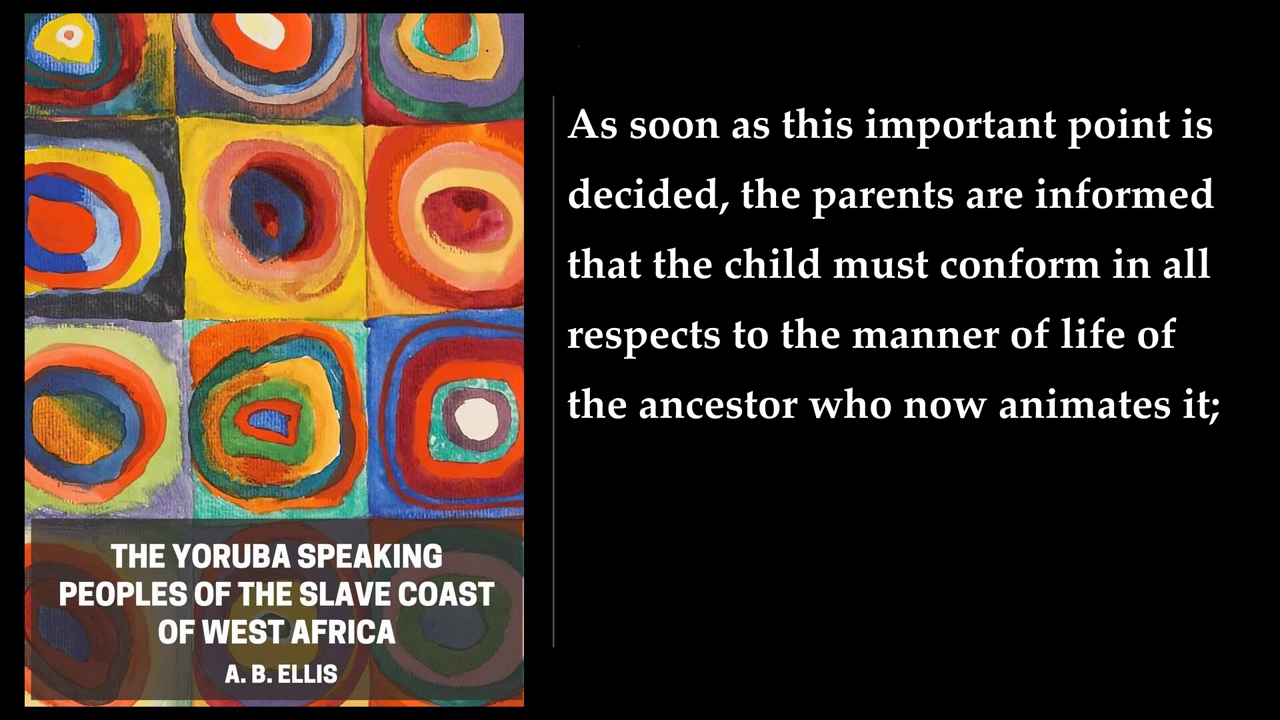 As soon as this important point is
decided, the parents are informed
that the child must conform in all
respects to the manner of life of
the ancestor who now animates it;
THE YORUBA SPEAKING
PEOPLES OF THE SLAVE COAST
OF WEST AFRICA
A. B. ELLIS